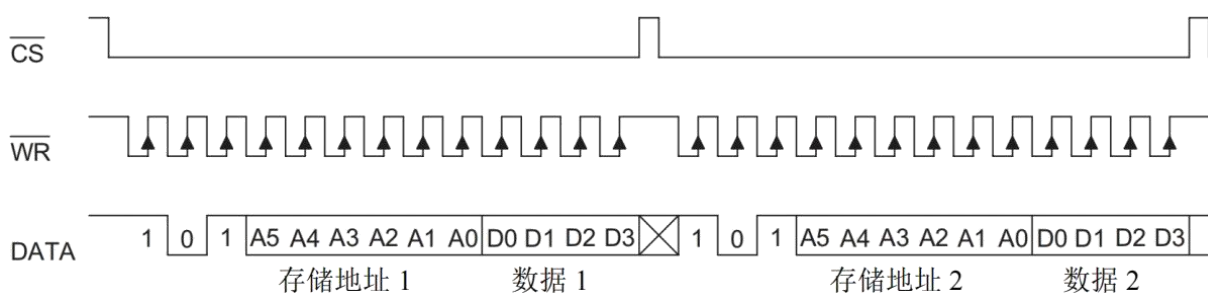 CS
WR
DATA 1 0 1 A5 A4 A3 A2 A1 A0 D0 D1 D2 D3 1 0 1 A5 A4 A3 A2 A1 A0 D0 D1 D2 D3
存储地址 1 数据 1 存储地址 2 数据 2